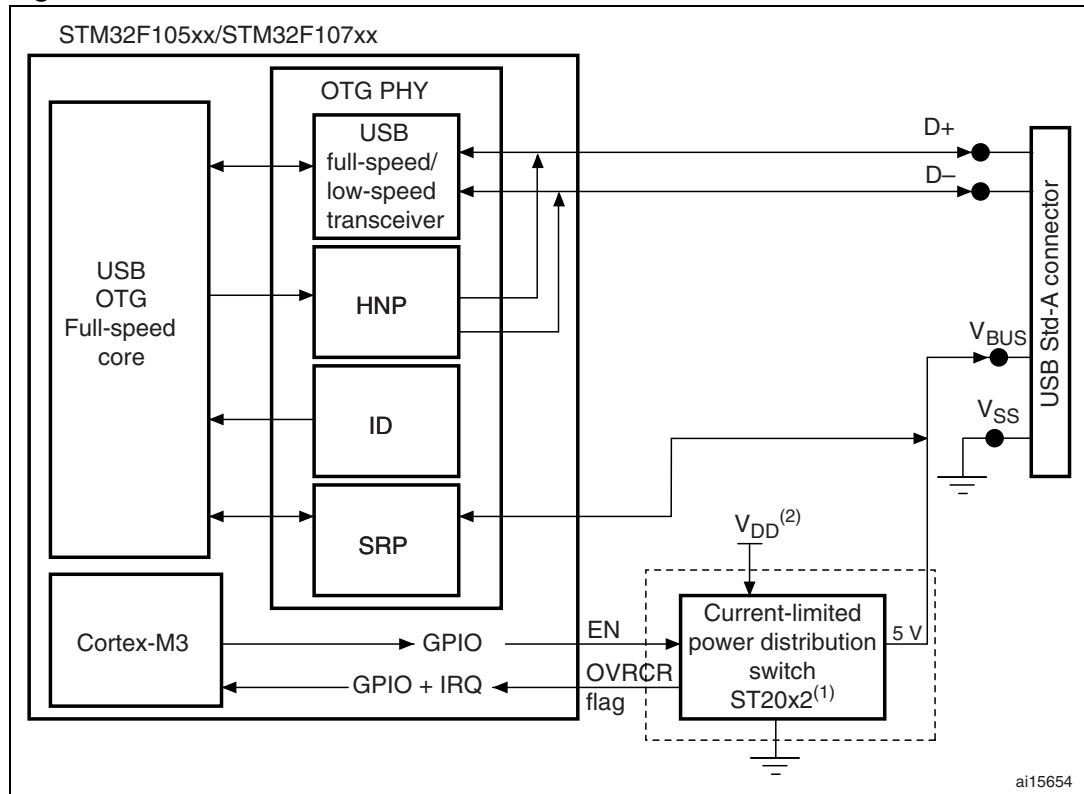 STM32F105xx/STM32F107xx
OTG PHY
USB
full-speed/
low-speed
transceiver
D+
D–
USB
OTG
Full-speed
core
HNP
ID
SRP
USB Std-A connector
VBUS
VSS
VDD(2)
Cortex-M3
GPIO
EN
GPIO + IRQ
OVRCR
flag
Current-limited
power distribution
switch
ST20x2(1)
5 V
ai15654